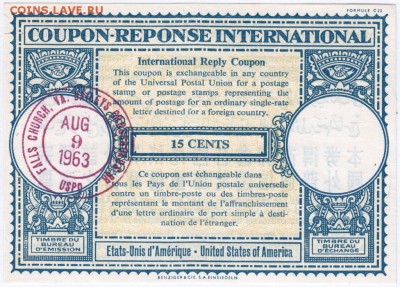 COINS.LAVE.RU
FORMULE C 22
COUPON-REPONSE INTERNATIONAL
International Reply Coupon
This coupon is exchangeable in any country
of the Universal Postal Union for a postage
stamp or postage stamps representing the
amount of postage for an ordinary single-rate
letter destined for a foreign country.
15 CENTS
Ce coupon est échangeable dans
tous les Pays de l'Union postale universelle
contre un timbre-poste ou des timbres-poste
représentant le montant de l'affranchissement
d'une lettre ordinaire de port simple à desti-
nation de l'étranger.
FALLS CHURCH, VA.
AUG
9
1963
USPO
TIMBRE DU
BUREAU
D'ÉMISSION
Etats-Unis d'Amérique · United States of America
TIMBRE DU
BUREAU
D'ÉCHANGE
BENZIGER & CIE. S.A. EINSIEDELN